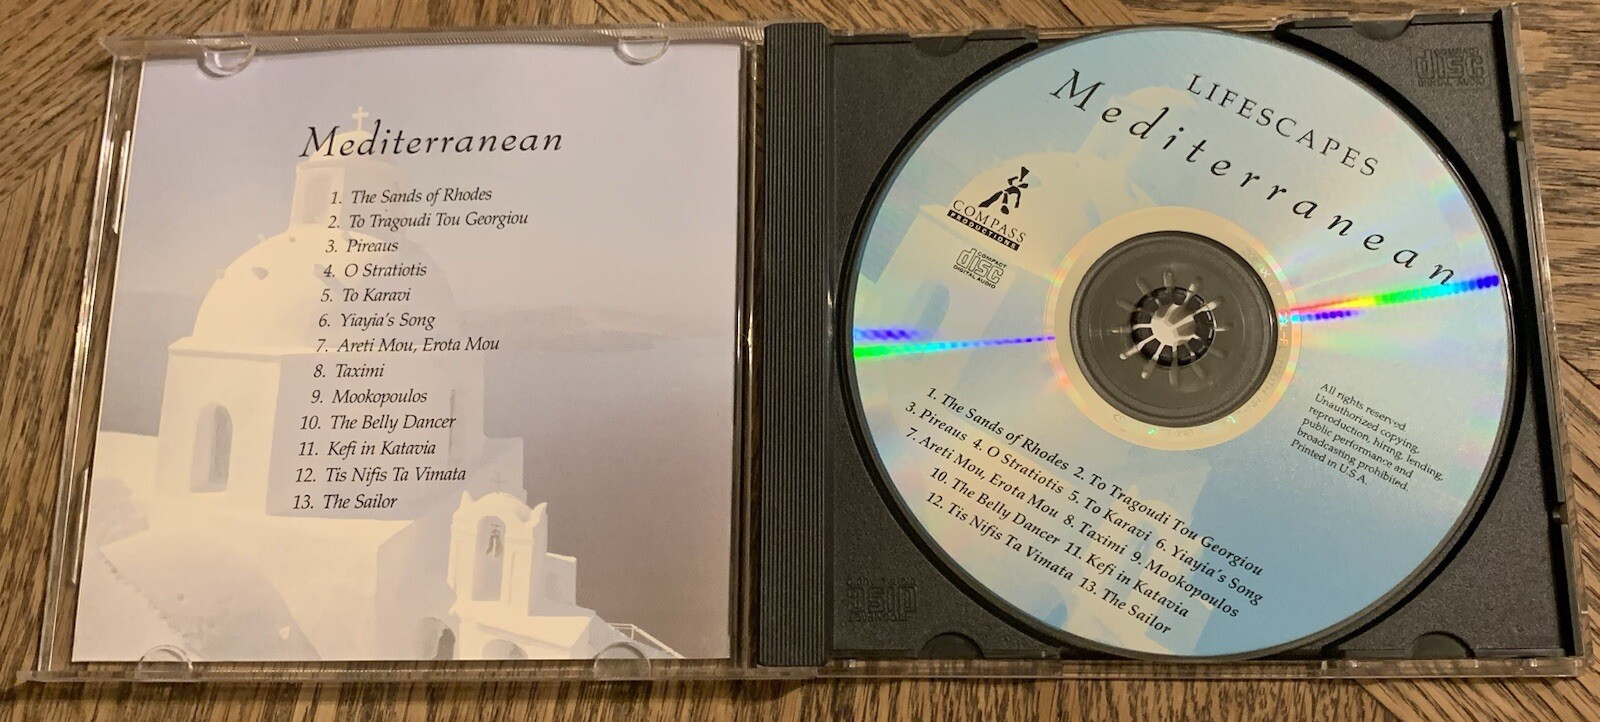 Mediterranean
1. The Sands of Rhodes
2. To Tragoudi Tou Georgiou
3. Pireaus
4. O Stratiotis
5. To Karavi
6. Yiayia's Song
7. Areti Mou, Erota Mou
8. Taximi
9. Mookopoulos
10. The Belly Dancer
11. Kefi in Katavia
12. Tis Nifis Ta Vimata
13. The Sailor
LIFESCAPES
Mediterranean
COMPASS
PRODUCTIONS
COMPACT
disc
DIGITAL AUDIO
All rights reserved.
Unauthorized copying,
reproduction, hiring, lending,
public performance and
broadcasting prohibited.
Printed in U.S.A.
1. The Sands of Rhodes 2. To Tragoudi Tou Georgiou
3. Pireaus 4. O Stratiotis 5. To Karavi 6. Yiayia's Song
7. Areti Mou, Erota Mou 8. Taximi 9. Mookopoulos
10. The Belly Dancer 11. Kefi in Katavia
12. Tis Nifis Ta Vimata 13. The Sailor
disc
disc